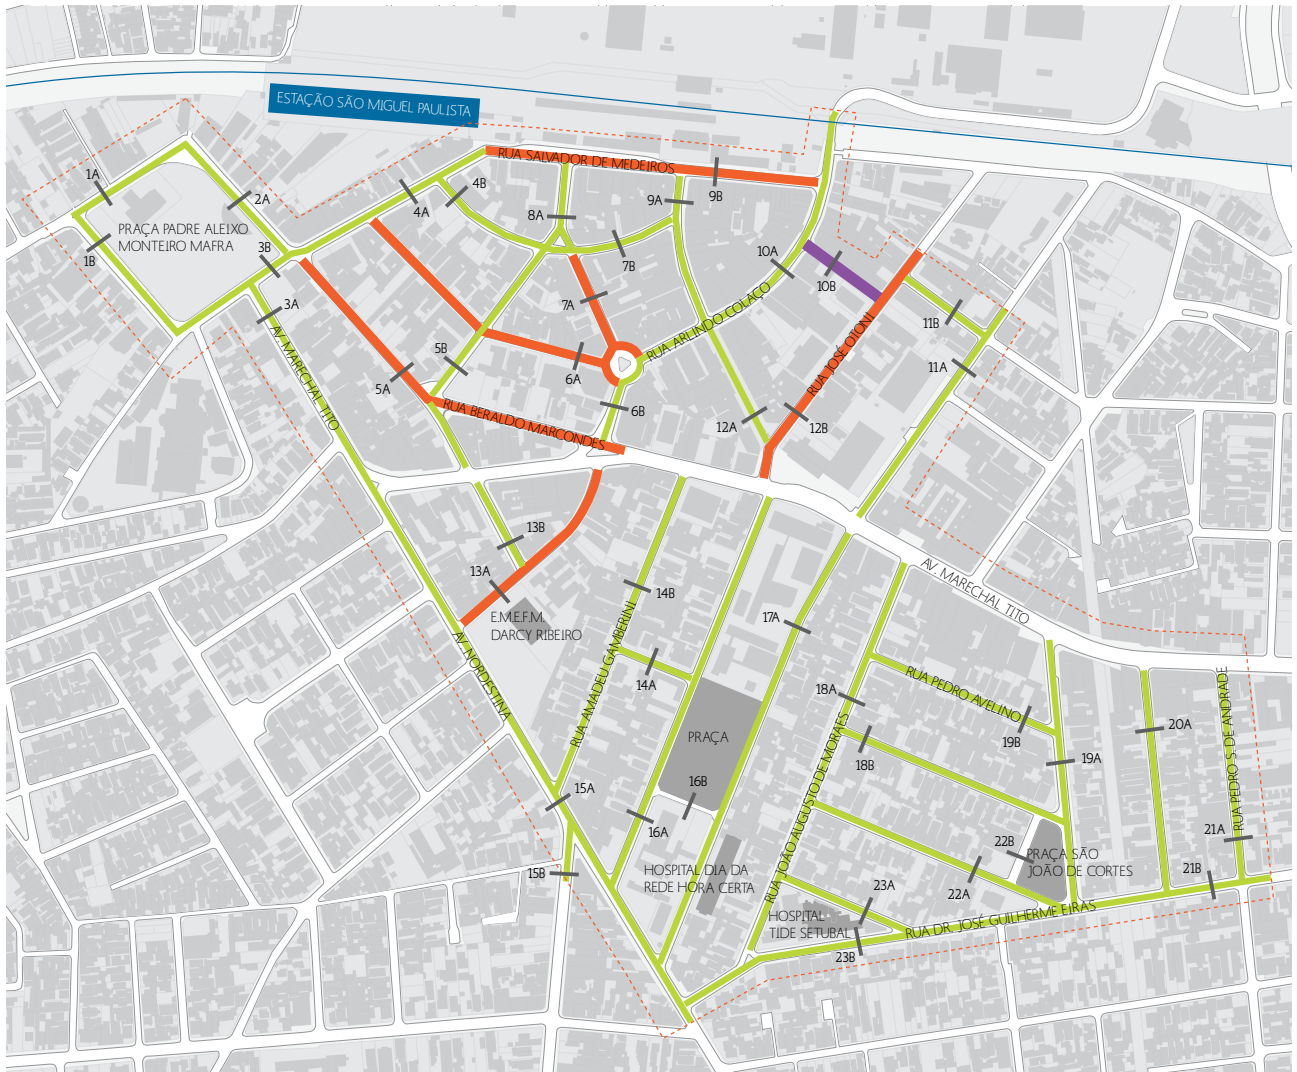 ESTAÇÃO SÃO MIGUEL PAULISTA
RUA SALVADOR DE MEDEIROS
1A
2A
4A
4B
8A
9A
9B
PRAÇA PADRE ALEIXO
MONTEIRO MAFRA
1B
3B
3A
7B
7A
10A
10B
RUA ARLINDO COLAÇO
11B
11A
RUA JOSÉ OTONI
AV. MARECHAL TITO
5B
5A
6A
6B
RUA BERALDO MARCONDES
12A
12B
13B
13A
E.M.E.F.M.
DARCY RIBEIRO
AV. NORDESTINA
14B
14A
RUA AMADEU GAMBERINI
17A
AV. MARECHAL TITO
18A
18B
RUA PEDRO AVELINO
19B
19A
20A
RUA PEDRO S. DE ANDRADE
21A
21B
PRAÇA
15A
15B
16B
16A
RUA JOÃO AUGUSTO DE MORAES
HOSPITAL DIA DA
REDE HORA CERTA
22B
22A
PRAÇA SÃO
JOÃO DE CORTES
23A
HOSPITAL
TIDE SETUBAL
23B
RUA DR. JOSÉ GUILHERME EIRAS